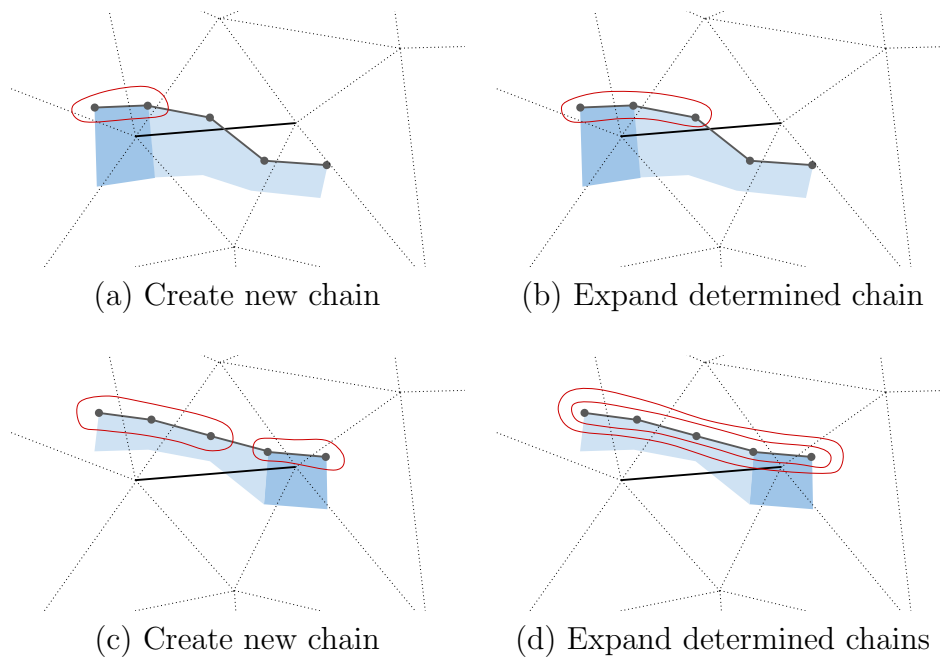 (a) Create new chain
(b) Expand determined chain
(c) Create new chain
(d) Expand determined chains